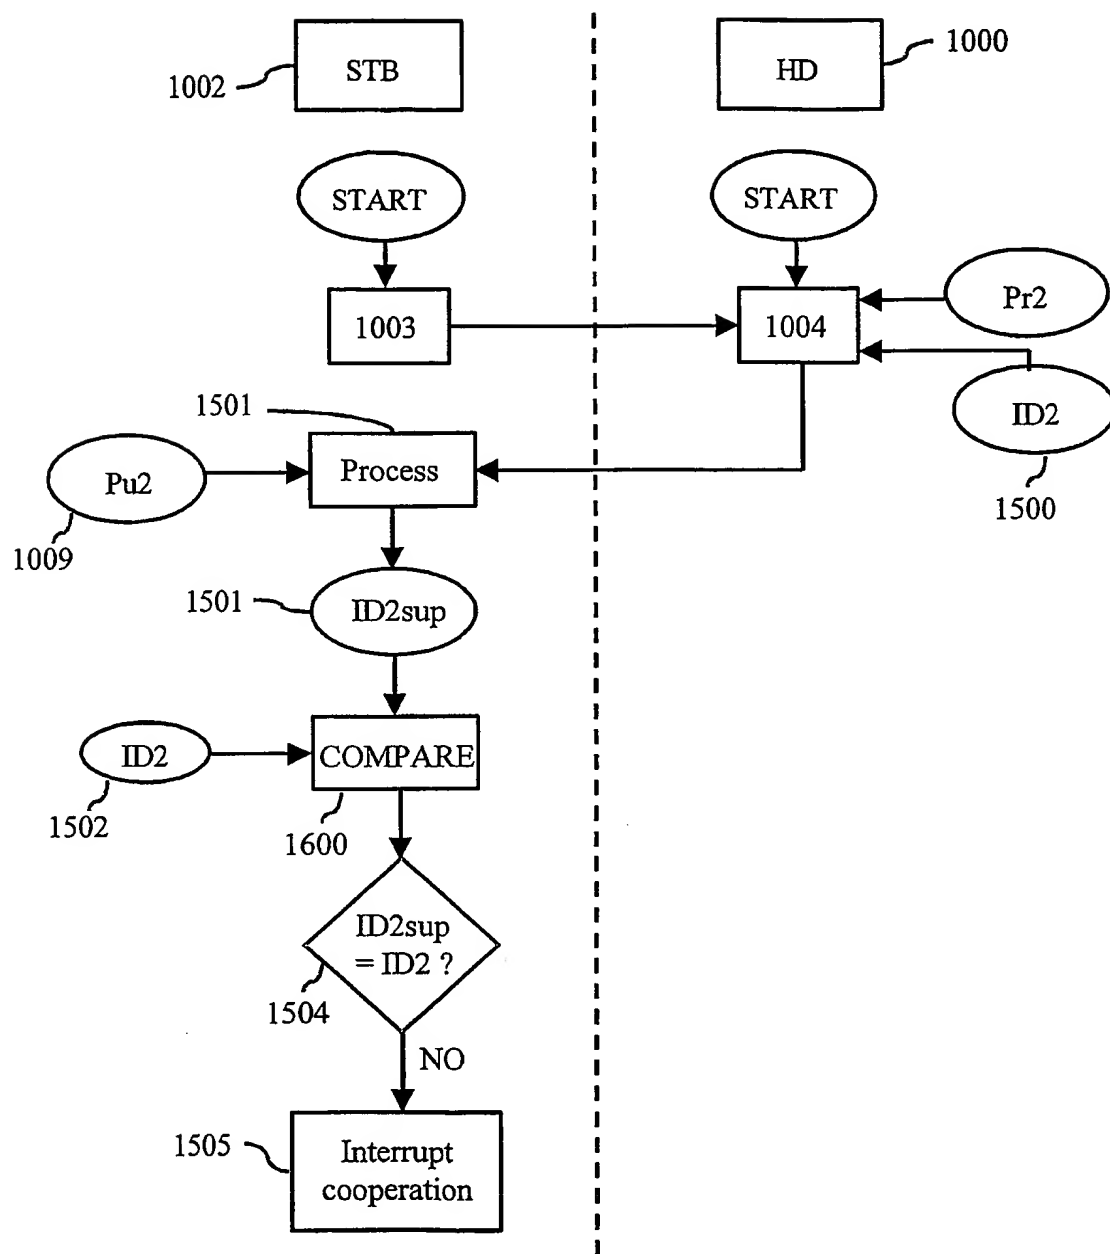 STB
1002
HD
1000
START
START
1003
1004
Pr2
ID2
1500
1501
Process
Pu2
1009
1501
ID2sup
ID2
COMPARE
1502
1600
ID2sup
= ID2 ?
1504
NO
1505
Interrupt
cooperation